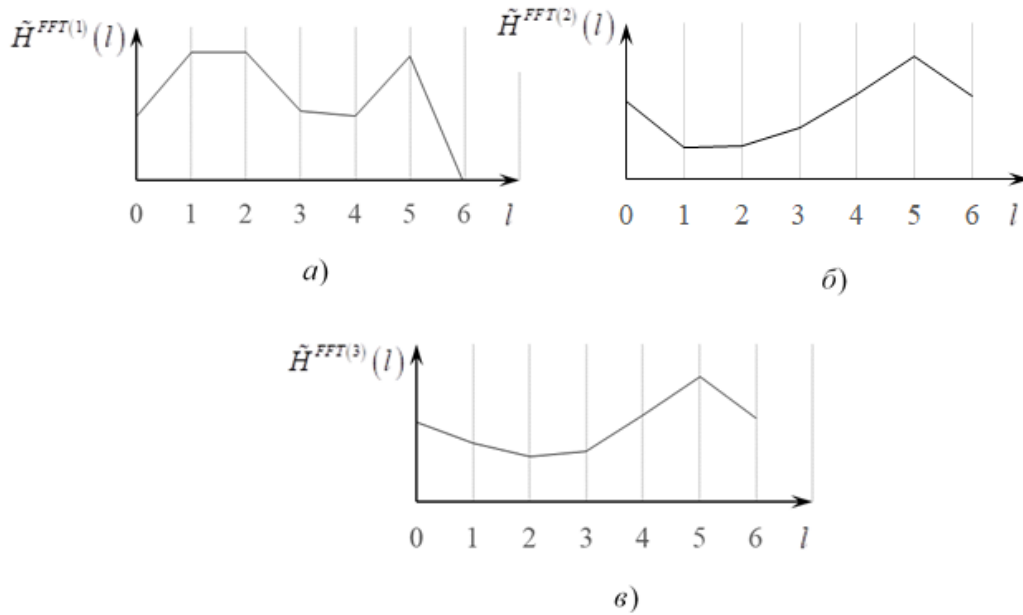 H̃^{FFT(1)}(l)
0 1 2 3 4 5 6 l
а)
H̃^{FFT(2)}(l)
0 1 2 3 4 5 6 l
б)
H̃^{FFT(3)}(l)
0 1 2 3 4 5 6 l
в)